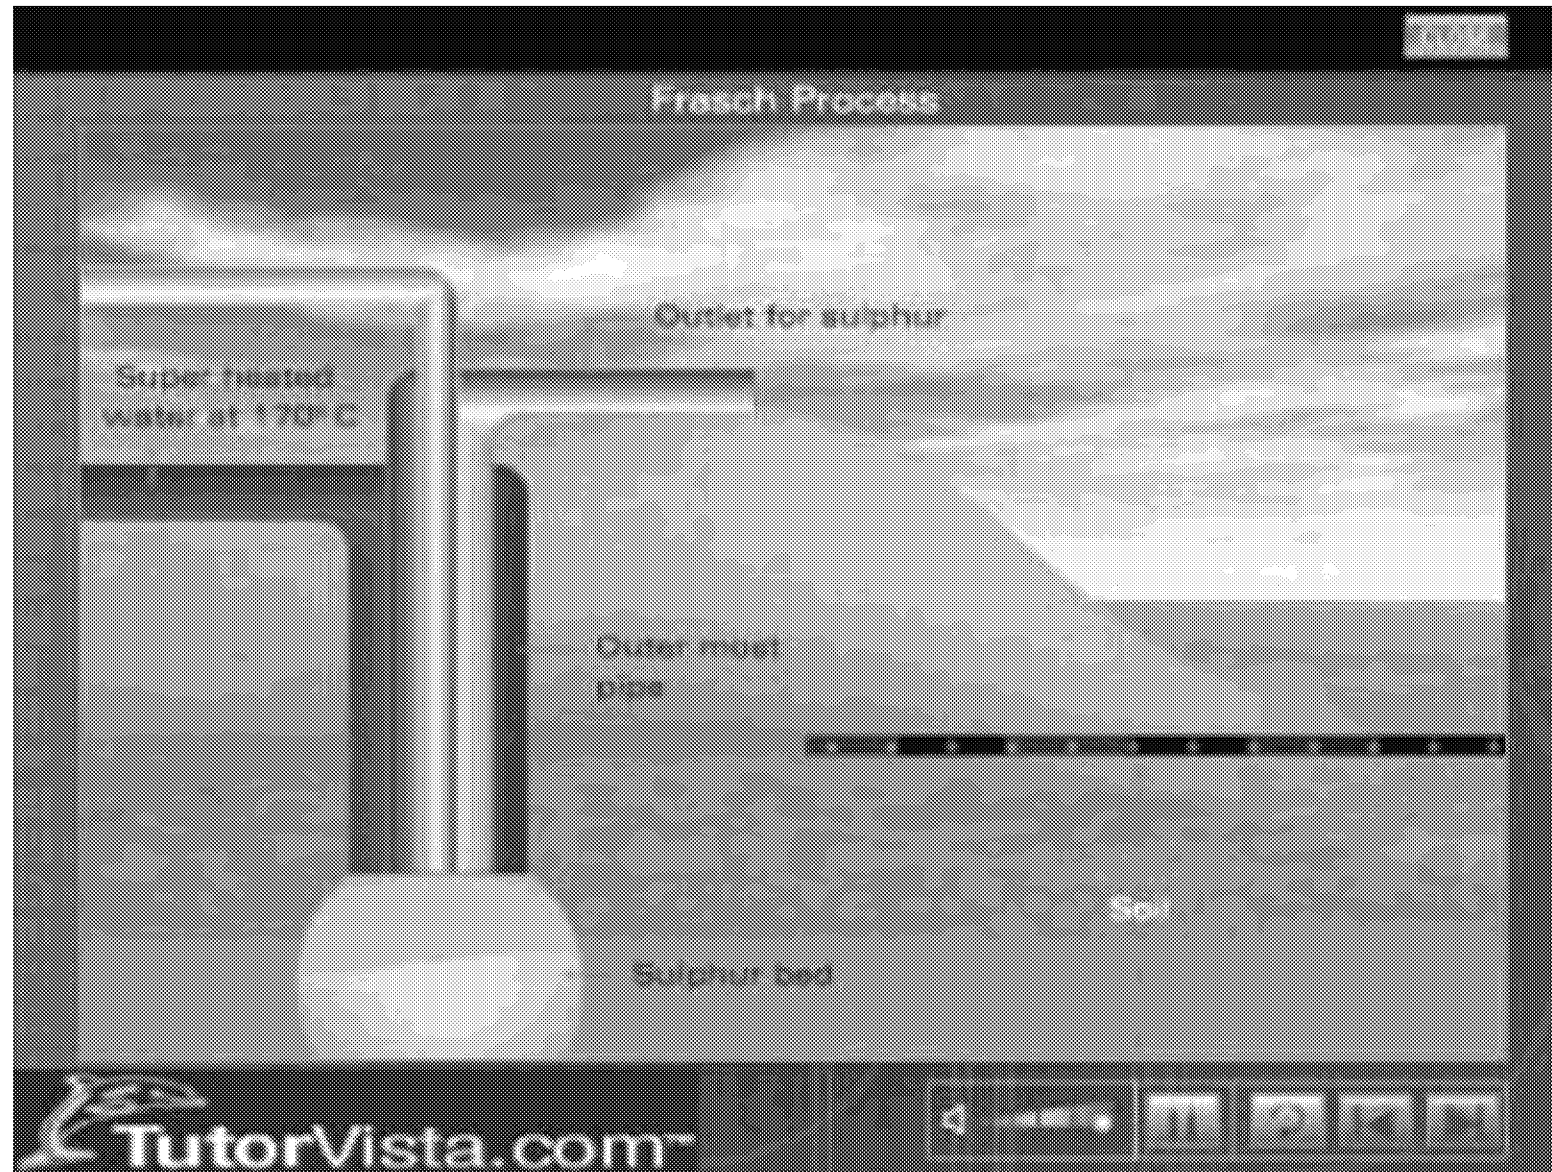 Frasch Process
Outlet for sulphur
Super heated
water at 170°C
Outer most
pipe
Soil
Sulphur bed
TutorVista.com